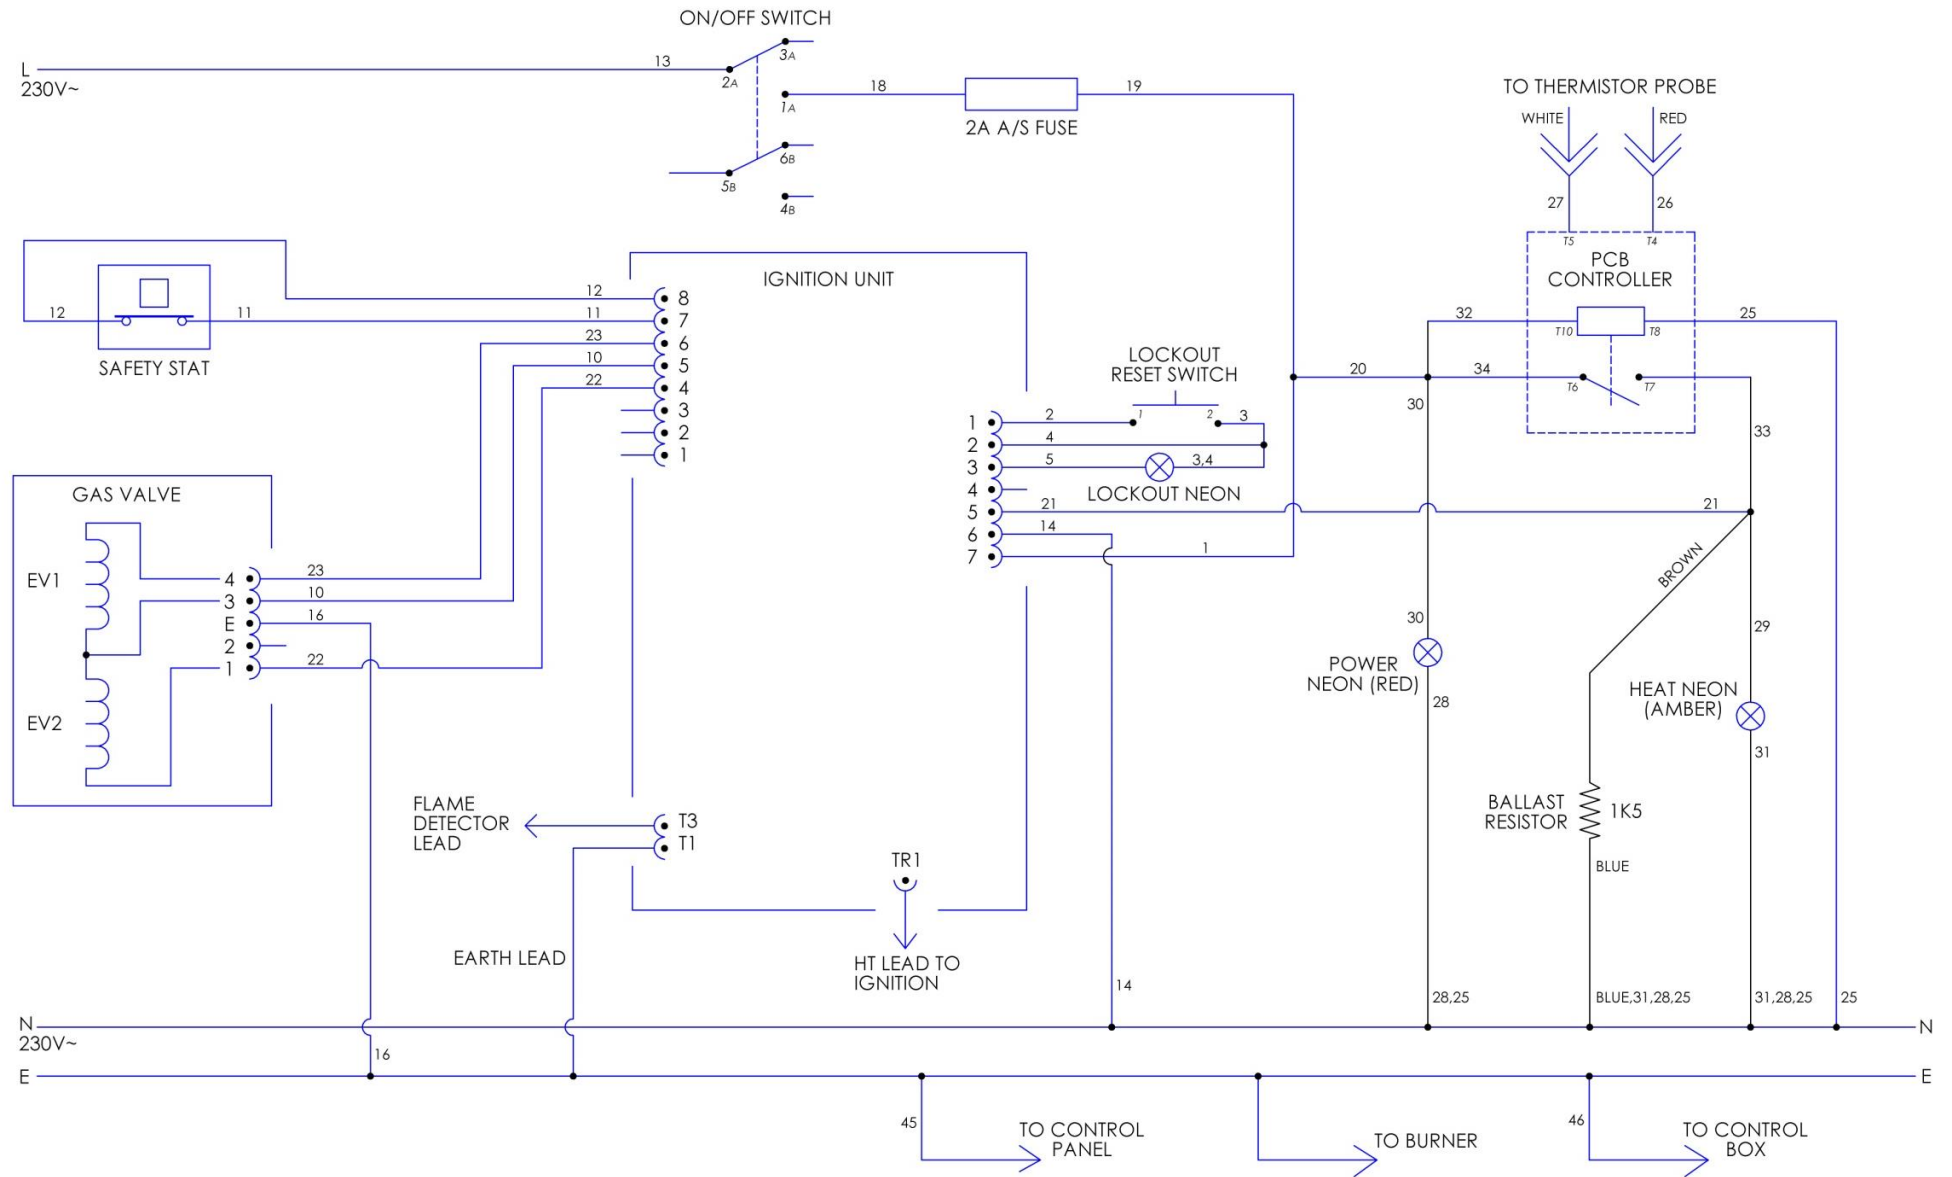 ON/OFF SWITCH
L
230V~
13
2A
3A
1A
18
2A A/S FUSE
19
6B
5B
4B
TO THERMISTOR PROBE
WHITE
RED
27
26
T5
T4
PCB
CONTROLLER
32
T10
T8
25
20
34
T6
T7
30
33
12
11
SAFETY STAT
IGNITION UNIT
12
8
11
7
23
6
10
5
22
4
3
2
1
LOCKOUT
RESET SWITCH
1
2
1
2
3
2
4
3
5
3,4
LOCKOUT NEON
4
5
21
21
6
14
7
1
GAS VALVE
EV1
EV2
4
23
3
10
E
16
2
1
22
BROWN
30
29
POWER
NEON (RED)
28
HEAT NEON
(AMBER)
31
BALLAST
RESISTOR
1K5
BLUE
FLAME
DETECTOR
LEAD
T3
T1
TR1
EARTH LEAD
HT LEAD TO
IGNITION
14
28,25
BLUE,31,28,25
31,28,25
25
N
230V~
N
16
E
E
45
TO CONTROL
PANEL
TO BURNER
46
TO CONTROL
BOX